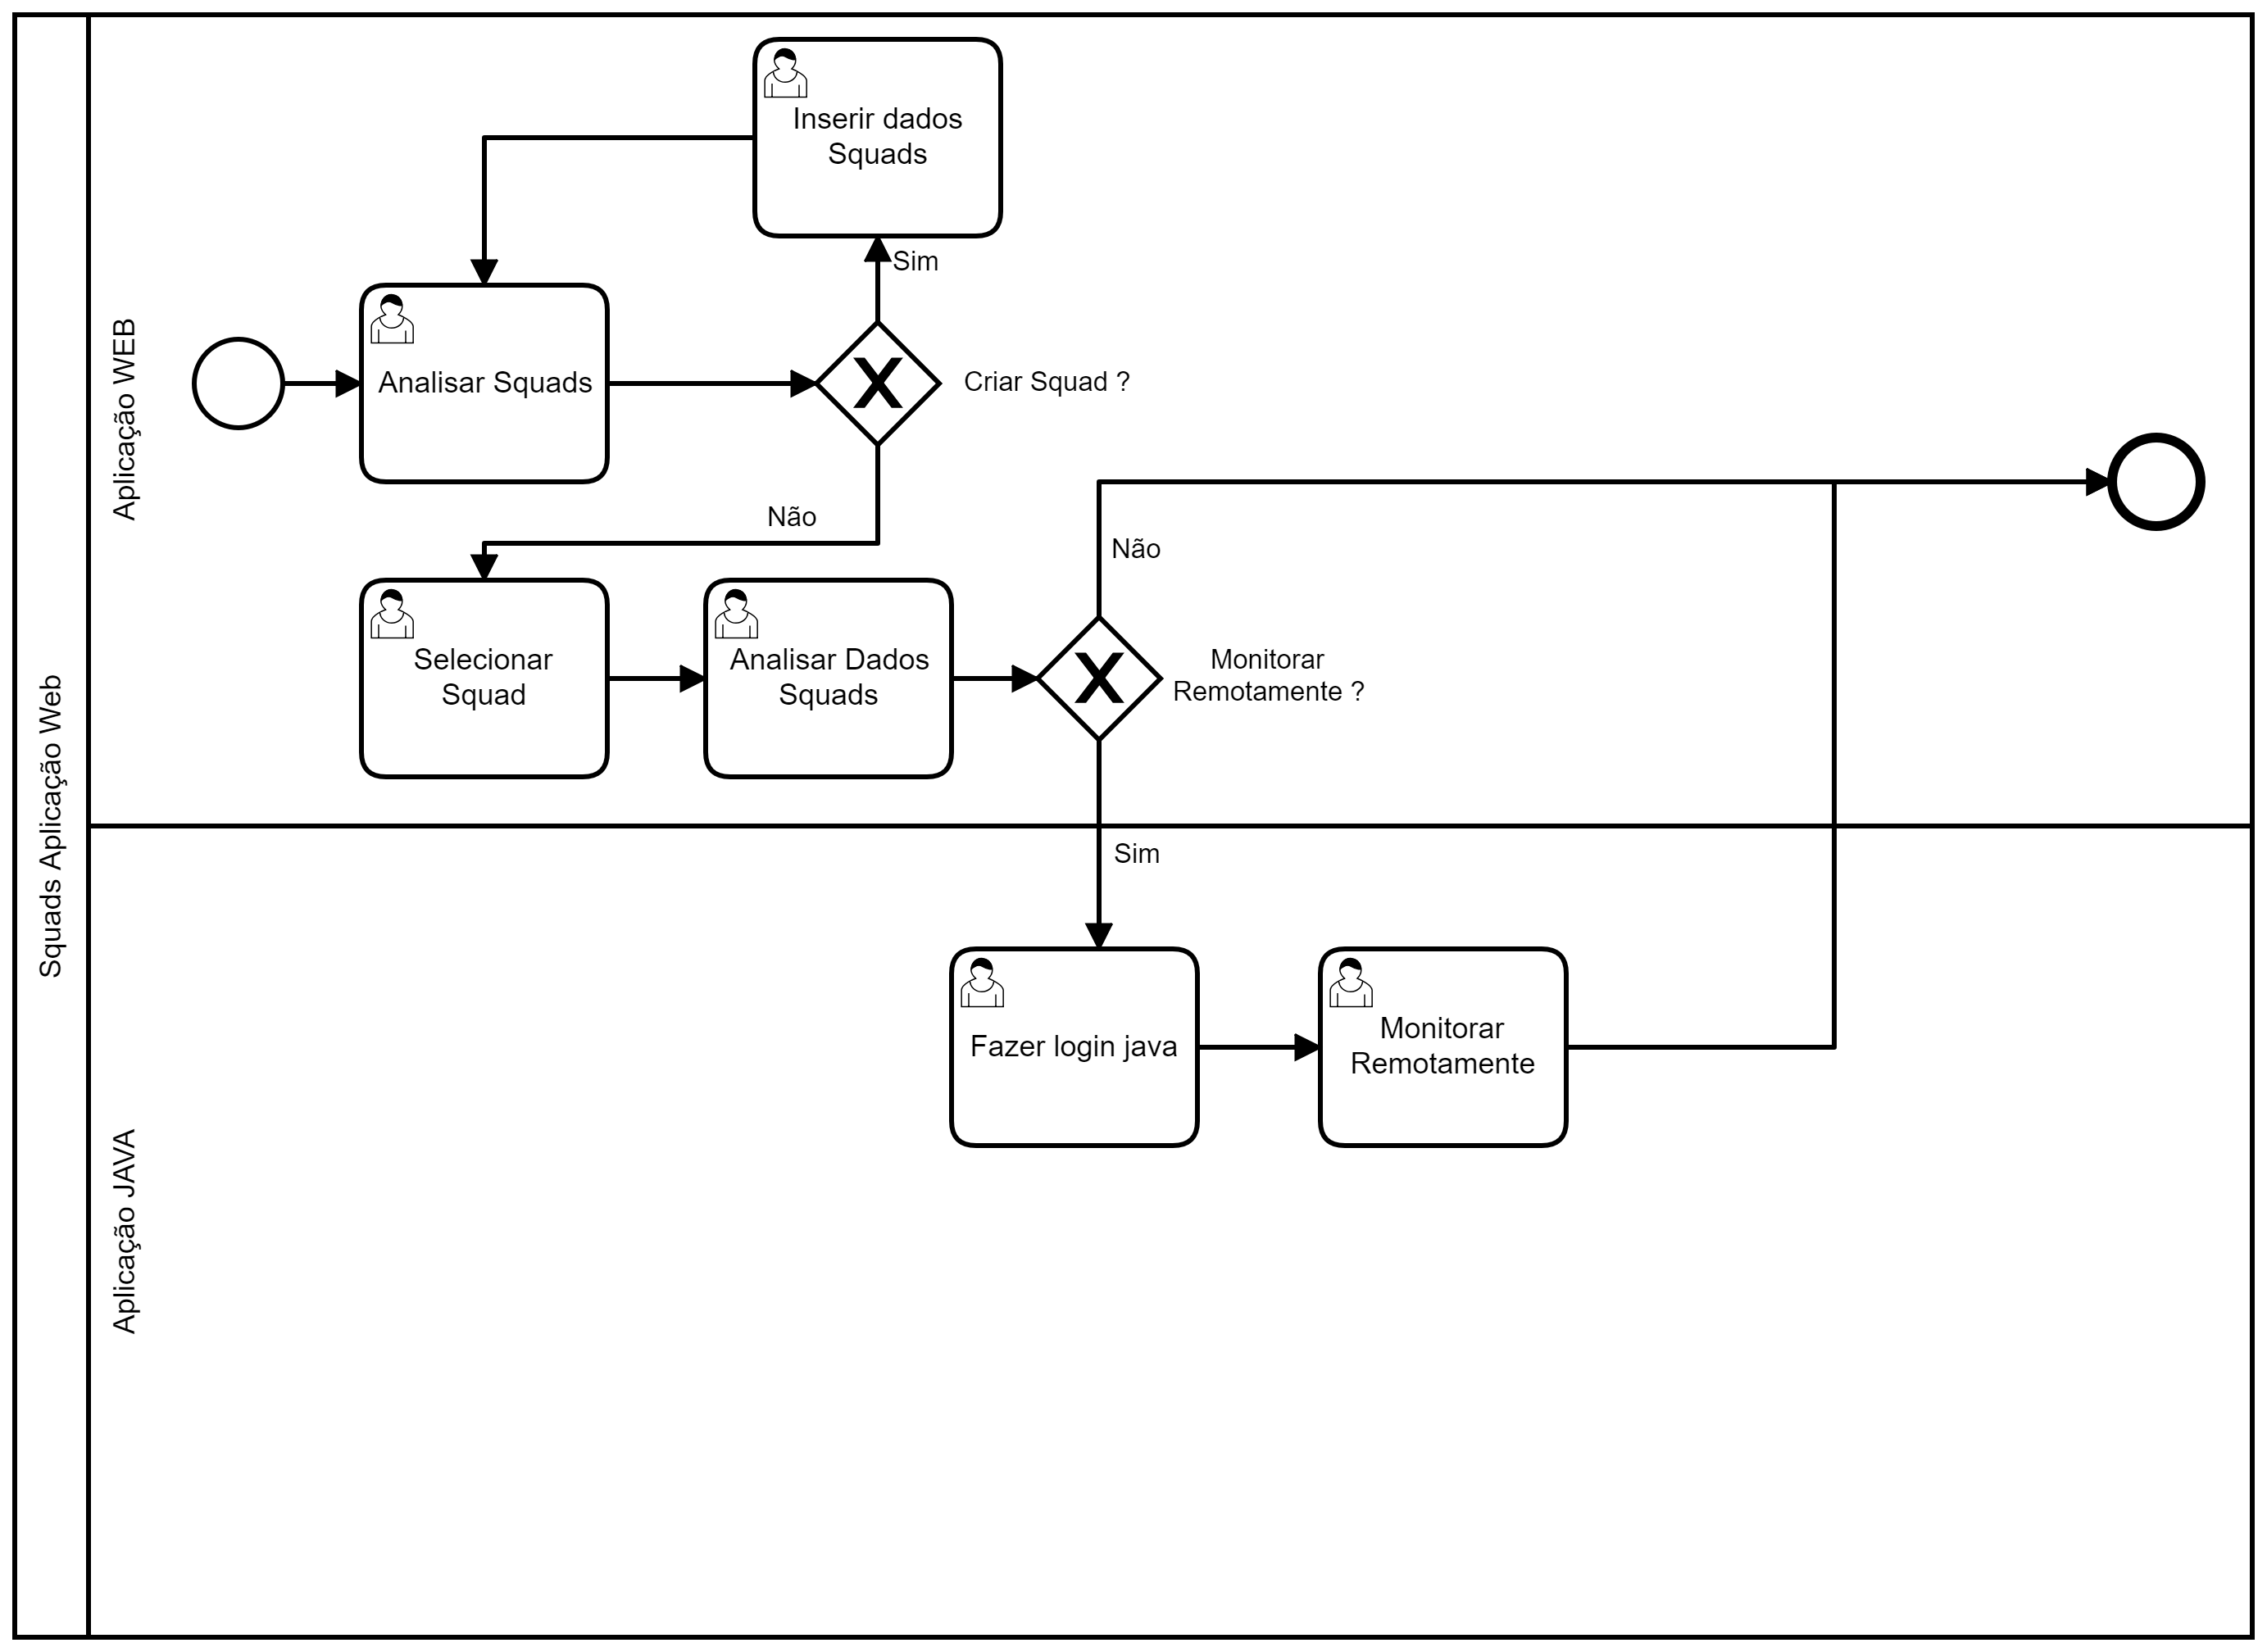 Squads Aplicação Web
Aplicação WEB
Inserir dados
Squads
Sim
Analisar Squads
X
Criar Squad ?
Não
Não
Selecionar
Squad
Analisar Dados
Squads
X
Monitorar
Remotamente ?
Sim
Aplicação JAVA
Fazer login java
Monitorar
Remotamente